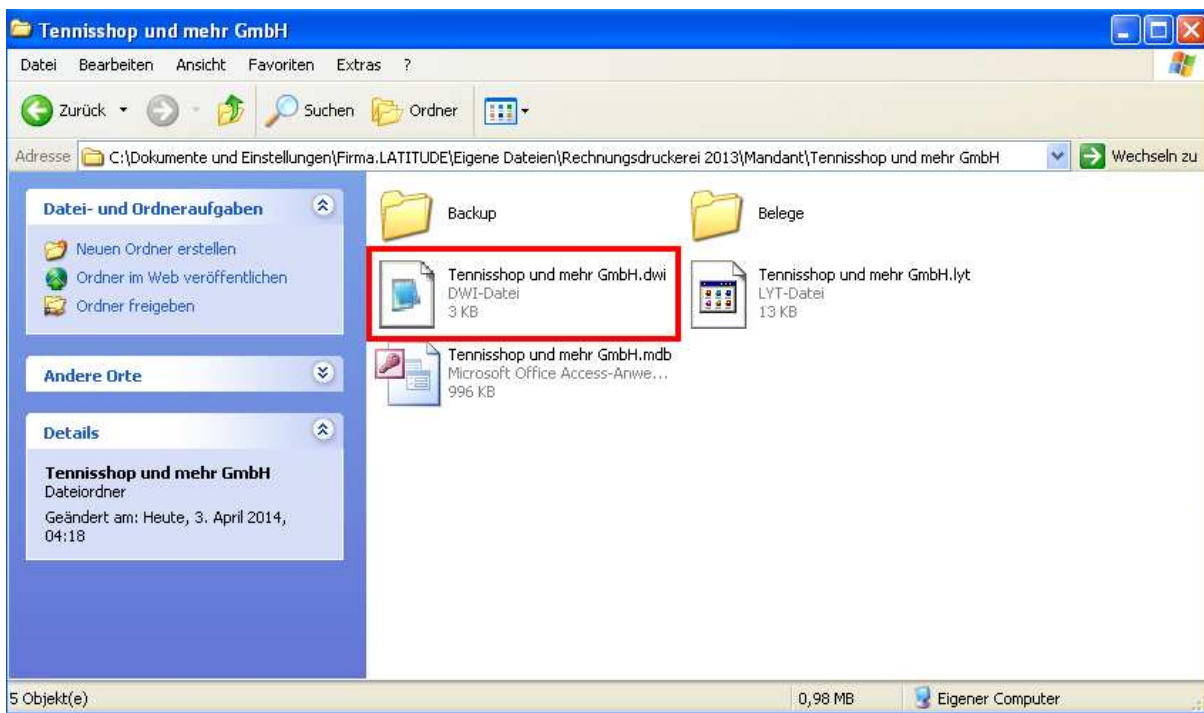 Tennisshop und mehr GmbH
Datei Bearbeiten Ansicht Favoriten Extras ?
Zurück Suchen Ordner
Adresse C:\Dokumente und Einstellungen\Firma.LATITUDE\Eigene Dateien\Rechnungsdruckerei 2013\Mandant\Tennisshop und mehr GmbH Wechseln zu
Datei- und Ordneraufgaben
Neuen Ordner erstellen
Ordner im Web veröffentlichen
Ordner freigeben
Andere Orte
Details
Tennisshop und mehr GmbH
Dateiordner
Geändert am: Heute, 3. April 2014,
04:18
Backup
Belege
Tennisshop und mehr GmbH.dwi
DWI-Datei
3 KB
Tennisshop und mehr GmbH.lyt
LYT-Datei
13 KB
Tennisshop und mehr GmbH.mdb
Microsoft Office Access-Anwe...
996 KB
5 Objekt(e) 0,98 MB Eigener Computer